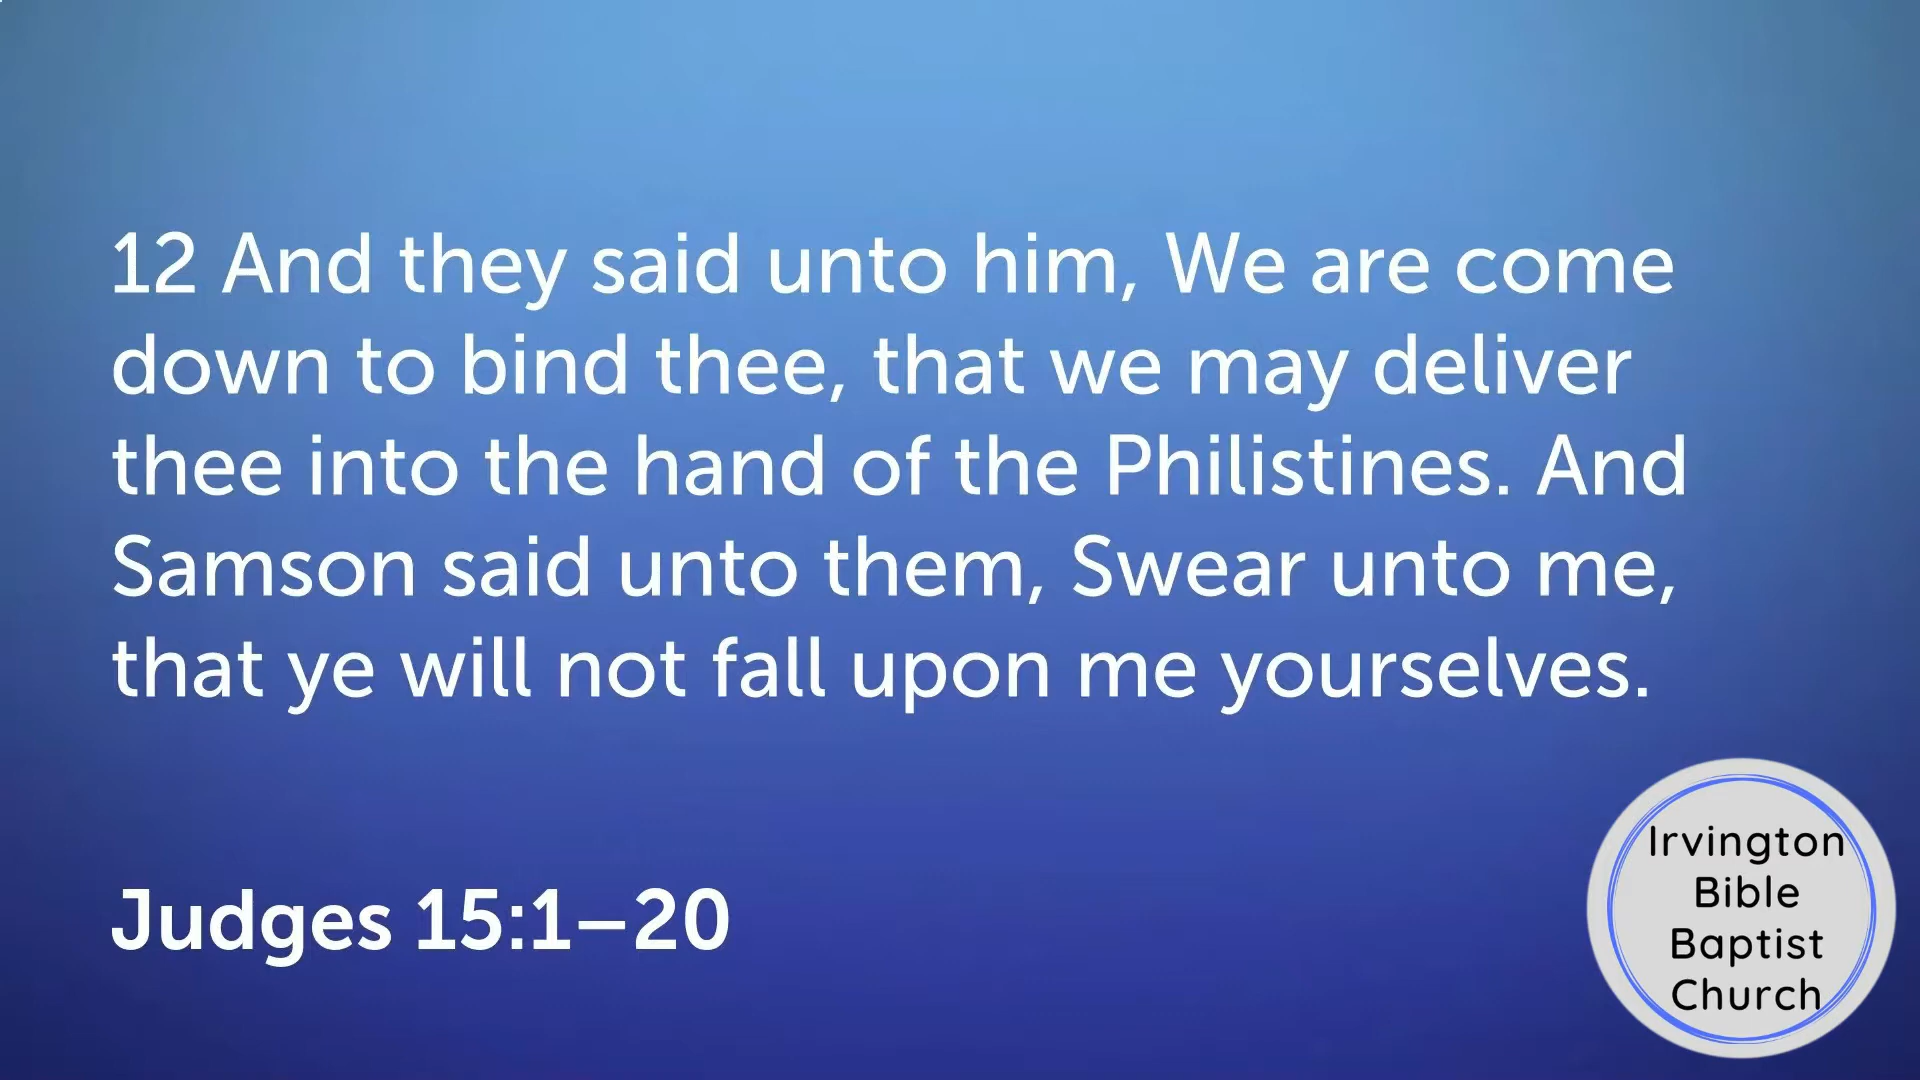 12 And they said unto him, We are come
down to bind thee, that we may deliver
thee into the hand of the Philistines. And
Samson said unto them, Swear unto me,
that ye will not fall upon me yourselves.
Judges 15:1–20
Irvington
Bible
Baptist
Church